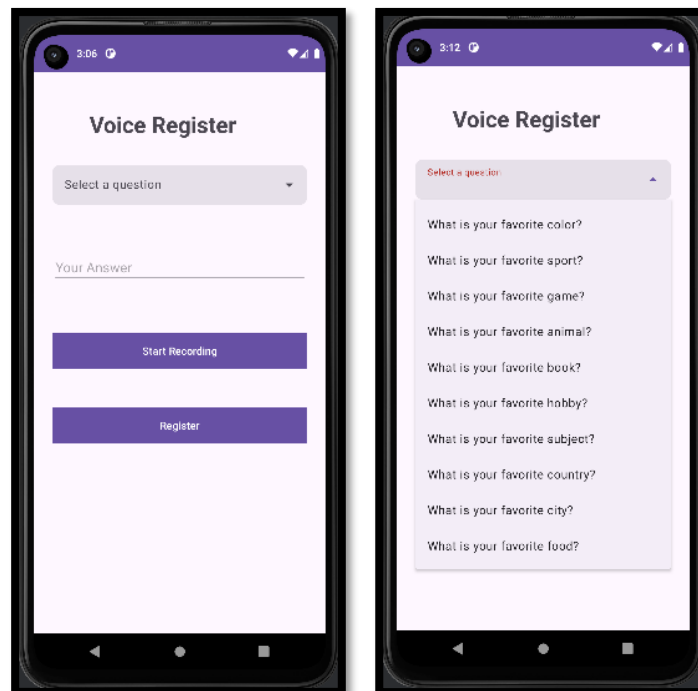 3:06
Voice Register
Select a question
Your Answer
Start Recording
Register
3:12
Voice Register
Select a question
What is your favorite color?
What is your favorite sport?
What is your favorite game?
What is your favorite animal?
What is your favorite book?
What is your favorite hobby?
What is your favorite subject?
What is your favorite country?
What is your favorite city?
What is your favorite food?